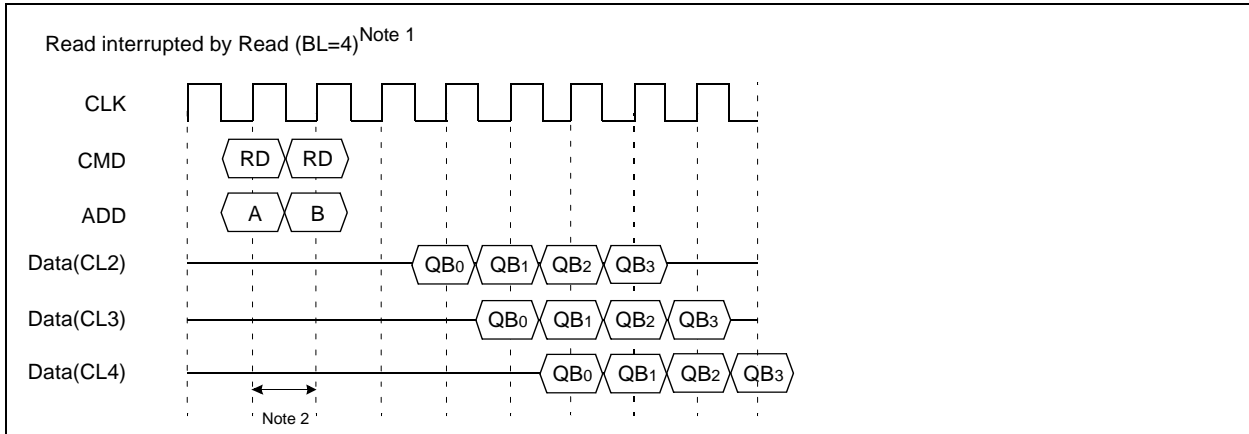 Read interrupted by Read (BL=4)Note 1
CLK
CMD RD RD
ADD A B
Data(CL2) QB0 QB1 QB2 QB3
Data(CL3) QB0 QB1 QB2 QB3
Data(CL4) QB0 QB1 QB2 QB3
Note 2